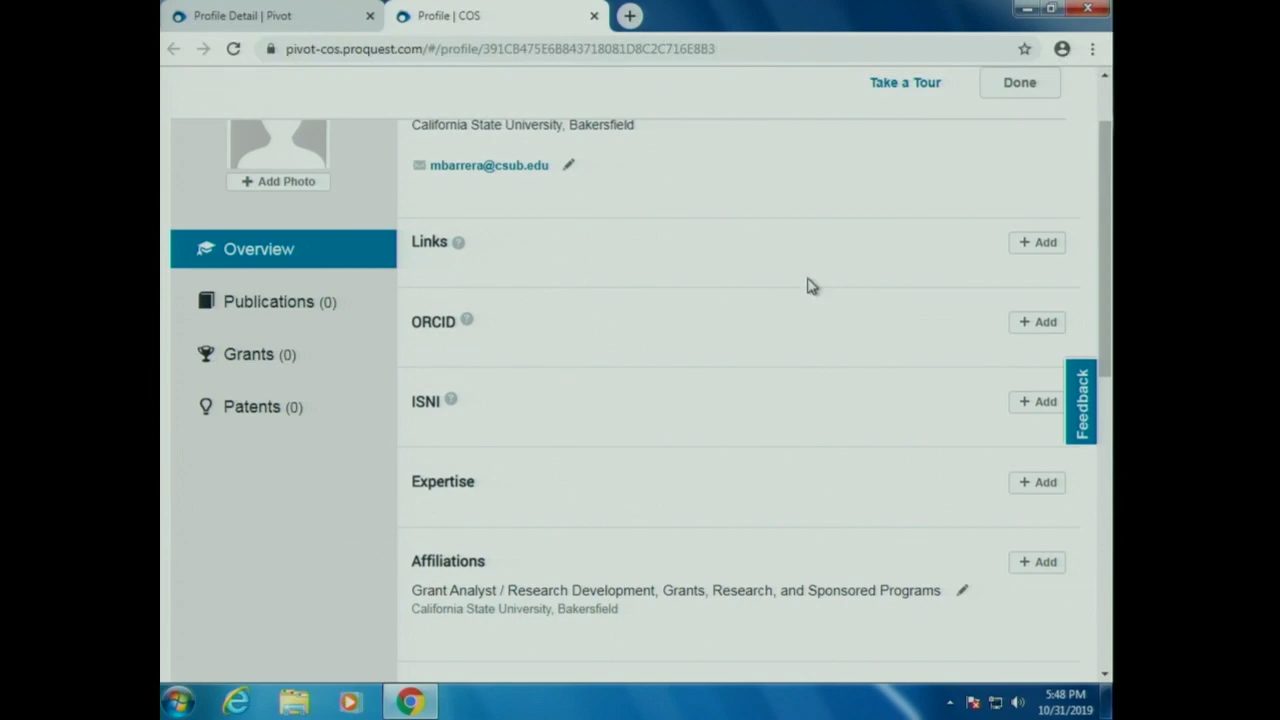 Profile Detail | Pivot
Profile | COS
pivot-cos.proquest.com/#/profile/391CB475E6B843718081D8C2C716E8B3
Take a Tour
Done
California State University, Bakersfield
mbarrera@csub.edu
+ Add Photo
Overview
Links ?
+ Add
Publications (0)
ORCID ?
+ Add
Grants (0)
Feedback
ISNI ?
+ Add
Patents (0)
Expertise
+ Add
Affiliations
+ Add
Grant Analyst / Research Development, Grants, Research, and Sponsored Programs
California State University, Bakersfield
5:48 PM
10/31/2019